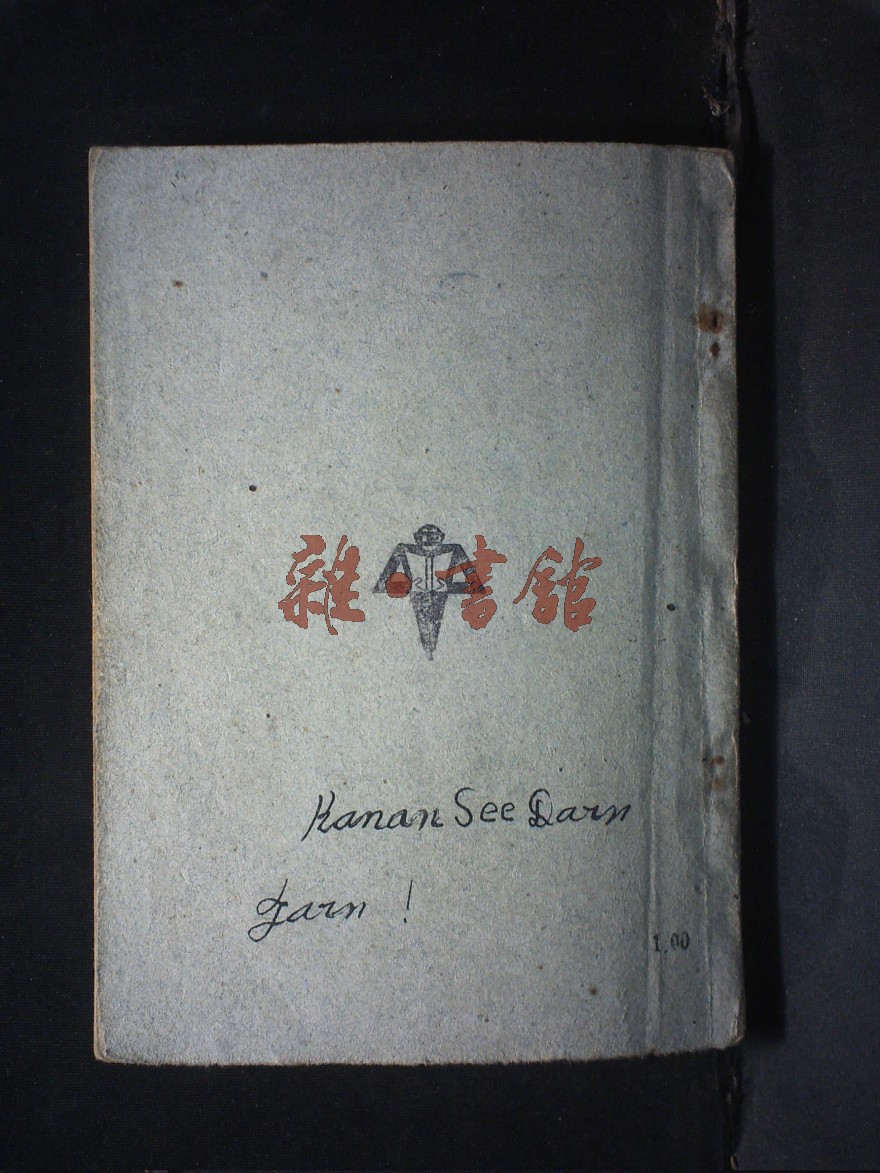 雜·書館
Kanan See Darn
Jarn !
1.00